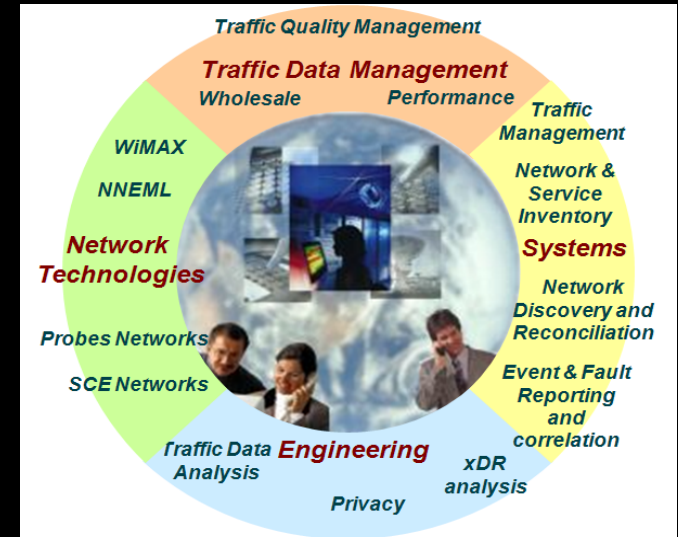 Traffic Quality Management
Traffic Data Management
Wholesale
Performance
WiMAX
NNEML
Network
Technologies
Probes Networks
SCE Networks
Traffic
Management
Network &
Service
Inventory
Systems
Network
Discovery and
Reconciliation
Event & Fault
Reporting
and
correlation
Traffic Data
Analysis
Engineering
Privacy
xDR
analysis